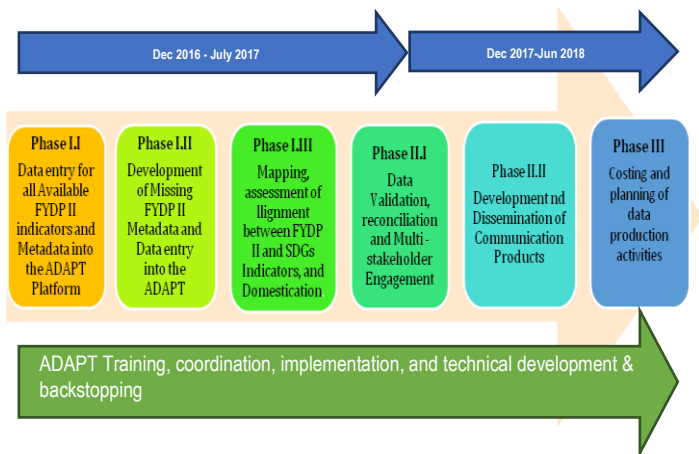 Dec 2016 - July 2017
Dec 2017-Jun 2018
Phase I.I
Data entry for
all Available
FYDP II
indicators and
Metadata into
the ADAPT
Platform
Phase I.II
Development
of Missing
FYDP II
Metadata and
Data entry
into the
ADAPT
Phase I.III
Mapping,
assessment of
llignment
between FYDP
II and SDGs
Indicators, and
Domestication.
Phase II.I
Data
Validation,
reconciliation
and Multi-
stakeholder
Engagement
Phase II.II
Development nd
Dissemination of
Communication
Products
Phase III
Costing and
planning of
data
production
activities
ADAPT Training, coordination, implementation, and technical development &
backstopping